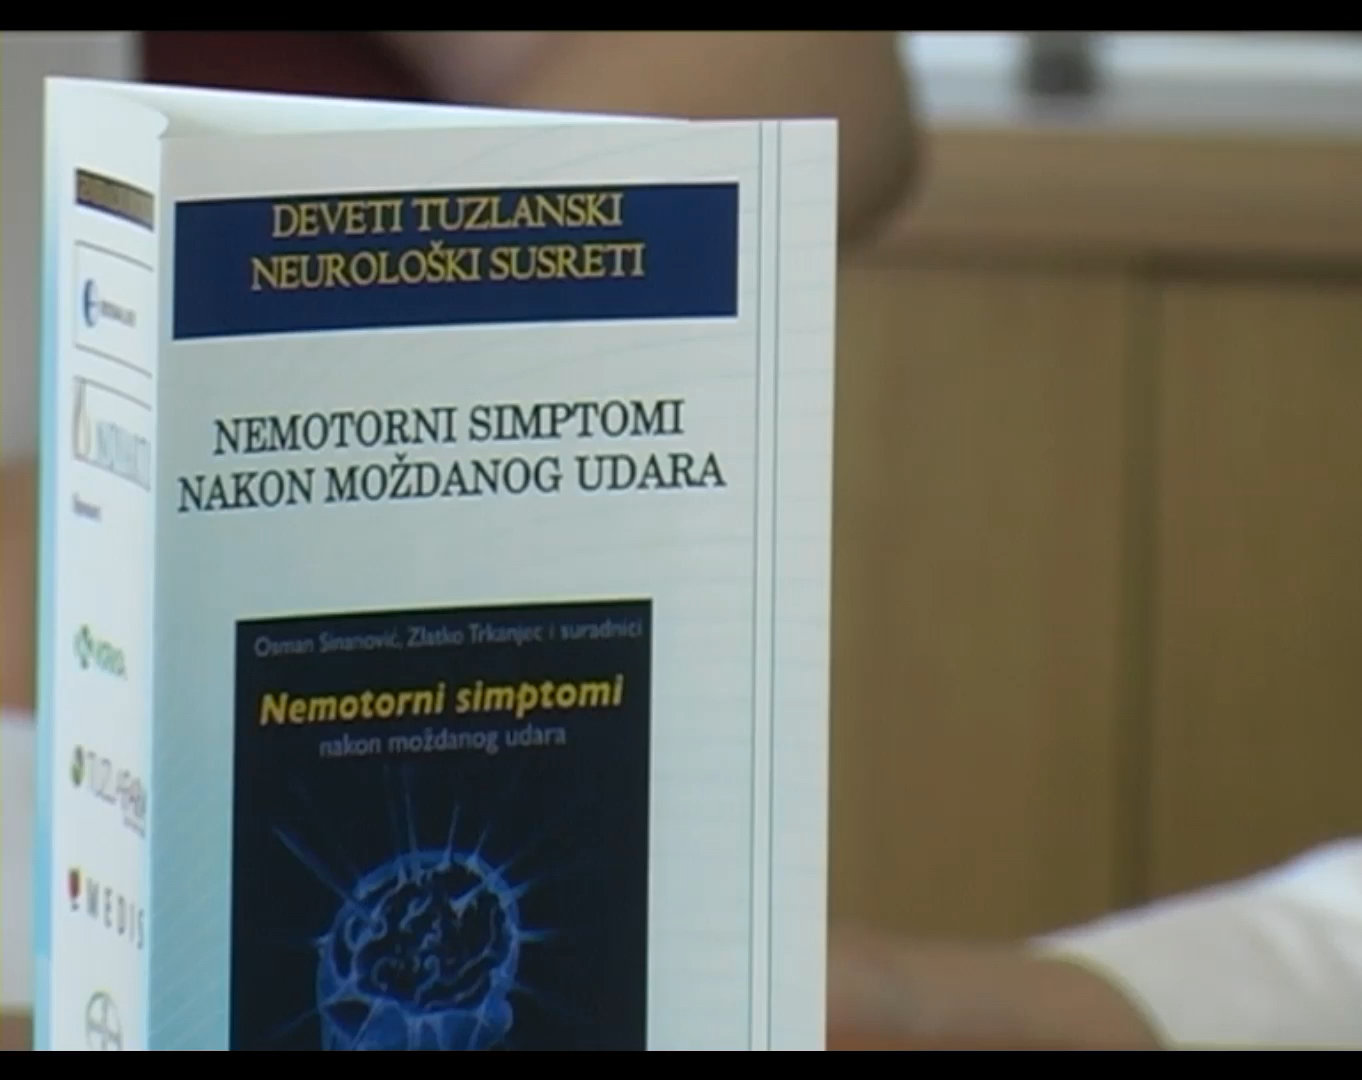 DEVETI TUZLANSKI
NEUROLOŠKI SUSRETI
NEMOTORNI SIMPTOMI
NAKON MOŽDANOG UDARA
Osman Sinanović, Zlatko Trkanjec i suradnici
Nemotorni simptomi
nakon moždanog udara
MEDIS